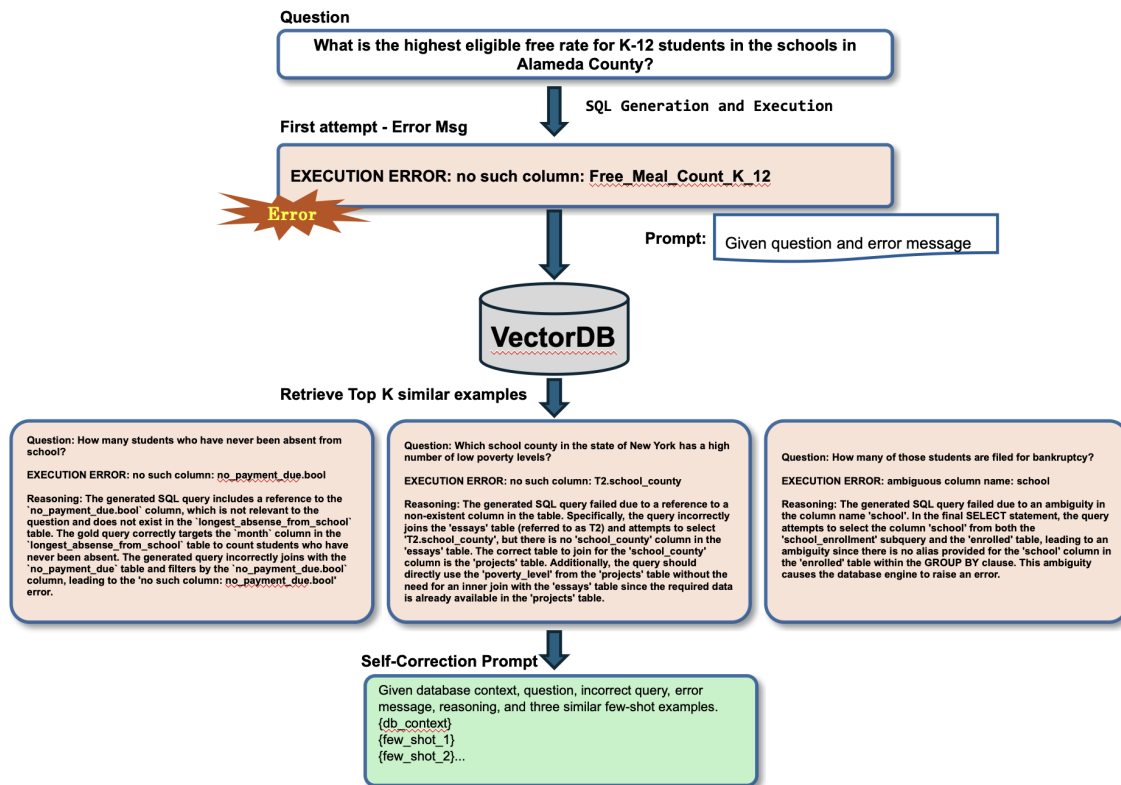 Question
What is the highest eligible free rate for K-12 students in the schools in
Alameda County?
SQL Generation and Execution
First attempt - Error Msg
EXECUTION ERROR: no such column: Free_Meal_Count_K_12
Error
Prompt:
Given question and error message
VectorDB
Retrieve Top K similar examples
Question: How many students who have never been absent from
school?
EXECUTION ERROR: no such column: no_payment_due.bool
Reasoning: The generated SQL query includes a reference to the
`no_payment_due.bool` column, which is not relevant to the
question and does not exist in the `longest_absense_from_school`
table. The gold query correctly targets the `month` column in the
`longest_absense_from_school` table to count students who have
never been absent. The generated query incorrectly joins with the
`no_payment_due` table and filters by the `no_payment_due.bool`
column, leading to the 'no such column: no_payment_due.bool'
error.
Question: Which school county in the state of New York has a high
number of low poverty levels?
EXECUTION ERROR: no such column: T2.school_county
Reasoning: The generated SQL query failed due to a reference to a
non-existent column in the table. Specifically, the query incorrectly
joins the 'essays' table (referred to as T2) and attempts to select
'T2.school_county', but there is no 'school_county' column in the
'essays' table. The correct table to join for the 'school_county'
column is the 'projects' table. Additionally, the query should
directly use the 'poverty_level' from the 'projects' table without the
need for an inner join with the 'essays' table since the required data
is already available in the 'projects' table.
Question: How many of those students are filed for bankruptcy?
EXECUTION ERROR: ambiguous column name: school
Reasoning: The generated SQL query failed due to an ambiguity in
the column name 'school'. In the final SELECT statement, the query
attempts to select the column 'school' from both the
'school_enrollment' subquery and the 'enrolled' table, leading to an
ambiguity since there is no alias provided for the 'school' column in
the 'enrolled' table within the GROUP BY clause. This ambiguity
causes the database engine to raise an error.
Self-Correction Prompt
Given database context, question, incorrect query, error
message, reasoning, and three similar few-shot examples.
{db_context}
{few_shot_1}
{few_shot_2}...